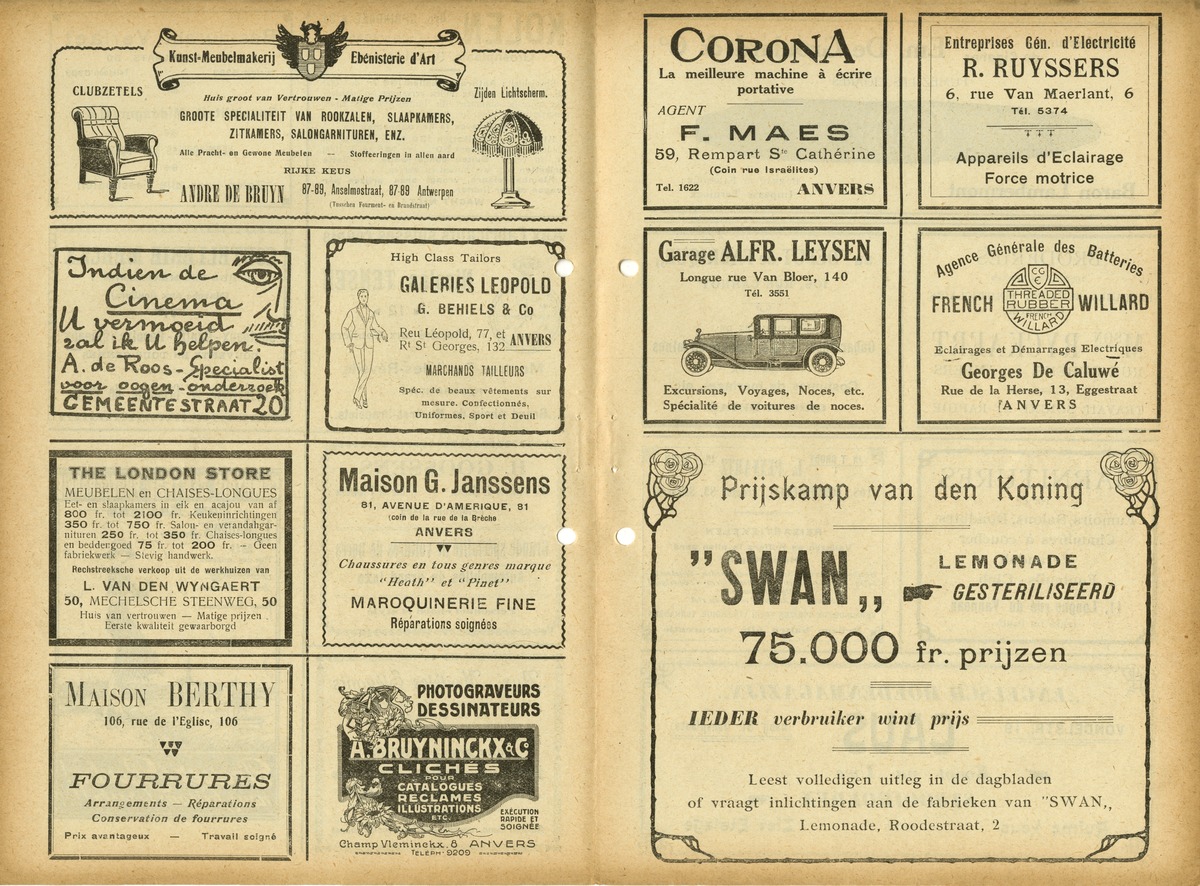 Kunst-Meubelmakerij Ebénisterie d'Art
CLUBZETELS
Zijden Lichtscherm.
Huis groot van Vertrouwen - Matige Prijzen
GROOTE SPECIALITEIT VAN ROOKZALEN, SLAAPKAMERS,
ZITKAMERS, SALONGARNITUREN, ENZ.
Alle Pracht- en Gewone Meubelen — Stoffeeringen in allen aard
RIJKE KEUS
ANDRE DE BRUYN 87-89, Anselmostraat, 87-89 Antwerpen
(Tusschen Fourment- en Brandstraat)
Indien de
Cinema
U vermoeid
zal ik U helpen.
A. de Roos - Specialist
voor oogen-onderzoek
GEMEENTESTRAAT 20
High Class Tailors
GALERIES LEOPOLD
G. BEHIELS & Co
Reu Léopold, 77, et
Rt St Georges, 132 ANVERS
MARCHANDS TAILLEURS
Spéc. de beaux vêtements sur
mesure. Confectionnés,
Uniformes, Sport et Deuil
THE LONDON STORE
MEUBELEN en CHAISES-LONGUES
Eet- en slaapkamers in eik en acajou van af
800 fr. tot 2100 fr. Keukeninrichtingen
350 fr. tot 750 fr. Salon- en verandahgar-
nituren 250 fr. tot 350 fr. Chaises-longues
en beddengoed 75 fr. tot 200 fr. — Geen
fabriekwerk — Stevig handwerk.
Rechstreeksche verkoop uit de werkhuizen van
L. VAN DEN WYNGAERT
50, MECHELSCHE STEENWEG, 50
Huis van vertrouwen — Matige prijzen.
Eerste kwaliteit gewaarborgd
Maison G. Janssens
81, AVENUE D'AMERIQUE, 81
(coin de la rue de la Brèche
ANVERS
Chaussures en tous genres marque
"Heath" et "Pinet"
MAROQUINERIE FINE
Réparations soignées
MAISON BERTHY
106, rue de l'Eglise, 106
FOURRURES
Arrangements — Réparations
Conservation de fourrures
Prix avantageux — Travail soigné
PHOTOGRAVEURS
DESSINATEURS
A. BRUYNINCKX & Co
CLICHÉS
POUR
CATALOGUES
RECLAMES
ILLUSTRATIONS
ETC.
EXÉCUTION
RAPIDE ET
SOIGNÉE
Champ Vleminckx. 8 ANVERS
TELEPH. 9209
CORONA
La meilleure machine à écrire
portative
AGENT
F. MAES
59, Rempart Ste Cathérine
(Coin rue Israëlites)
Tel. 1622 ANVERS
Entreprises Gén. d'Electricité
R. RUYSSERS
6, rue Van Maerlant, 6
Tél. 5374
Appareils d'Eclairage
Force motrice
Garage ALFR. LEYSEN
Longue rue Van Bloer, 140
Tél. 3551
Excursions, Voyages, Noces, etc.
Spécialité de voitures de noces.
Agence Générale des Batteries
FRENCH WILLARD
CGE
THREADED
RUBBER
FRENCH
WILLARD
Eclairages et Démarrages Electriques
Georges De Caluwé
Rue de la Herse, 13, Eggestraat
ANVERS
Prijskamp van den Koning
"SWAN„
LEMONADE
GESTERILISEERD
75.000 fr. prijzen
IEDER verbruiker wint prijs
Leest volledigen uitleg in de dagbladen
of vraagt inlichtingen aan de fabrieken van "SWAN„
Lemonade, Roodestraat, 2